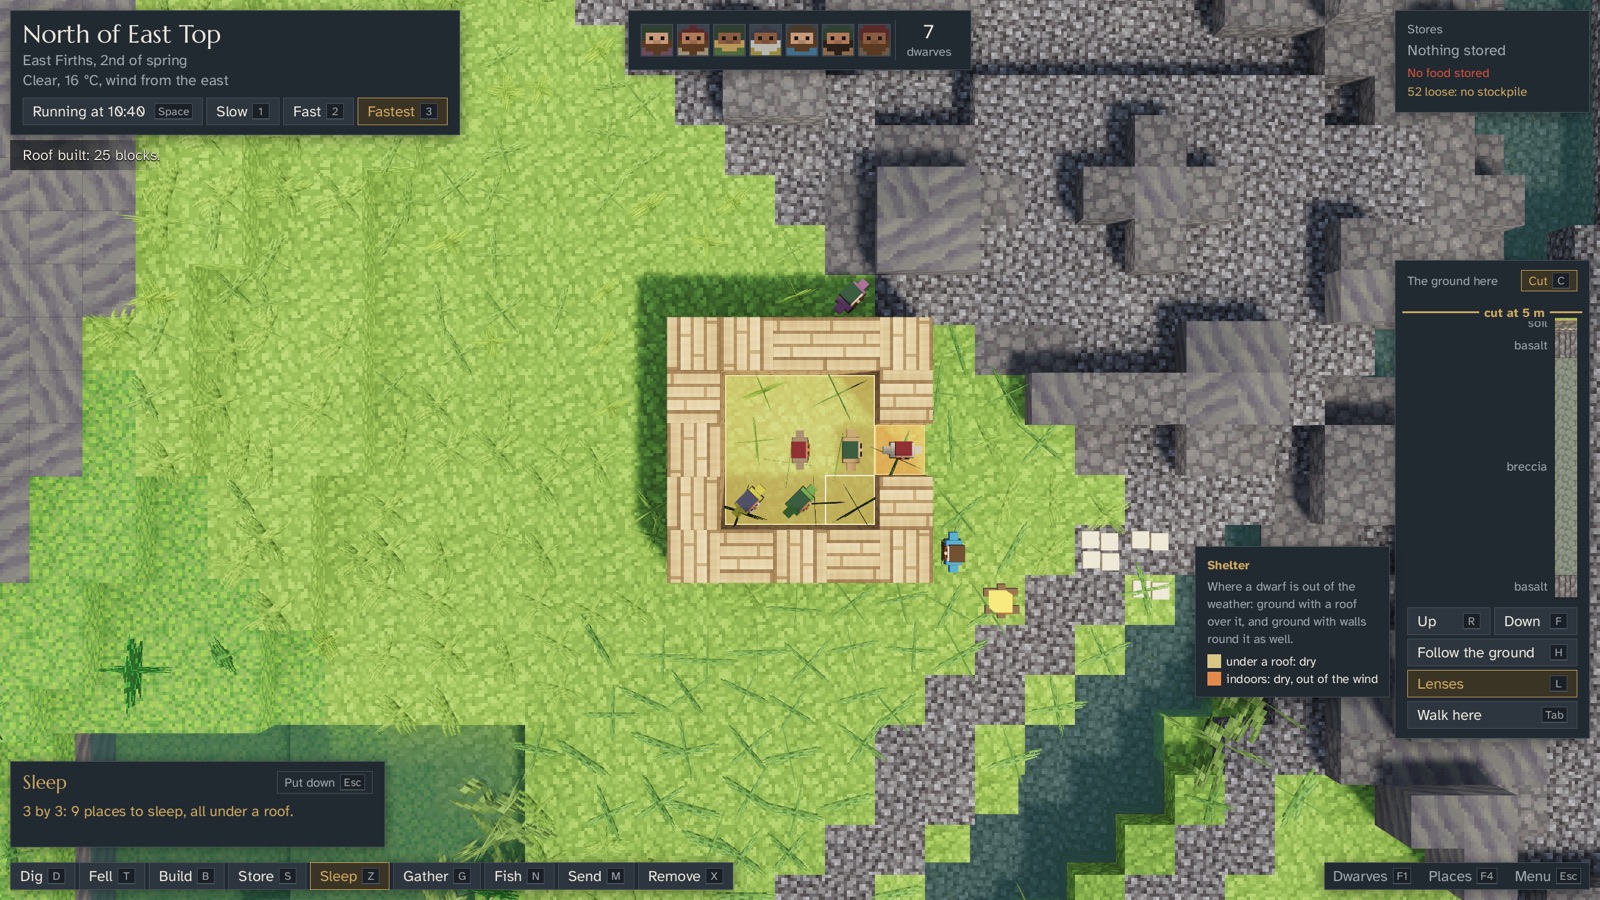 North of East Top
East Firths, 2nd of spring
Clear, 16 °C, wind from the east
Running at 10:40 Space
Slow 1
Fast 2
Fastest 3
Roof built: 25 blocks.
7
dwarves
Stores
Nothing stored
No food stored
52 loose: no stockpile
The ground here
Cut C
cut at 5 m
soil
basalt
breccia
basalt
Up R
Down F
Follow the ground H
Lenses L
Walk here Tab
Shelter
Where a dwarf is out of the
weather: ground with a roof
over it, and ground with walls
round it as well.
under a roof: dry
indoors: dry, out of the wind
Sleep
Put down Esc
3 by 3: 9 places to sleep, all under a roof.
Dig D
Fell T
Build B
Store S
Sleep Z
Gather G
Fish N
Send M
Remove X
Dwarves F1
Places F4
Menu Esc